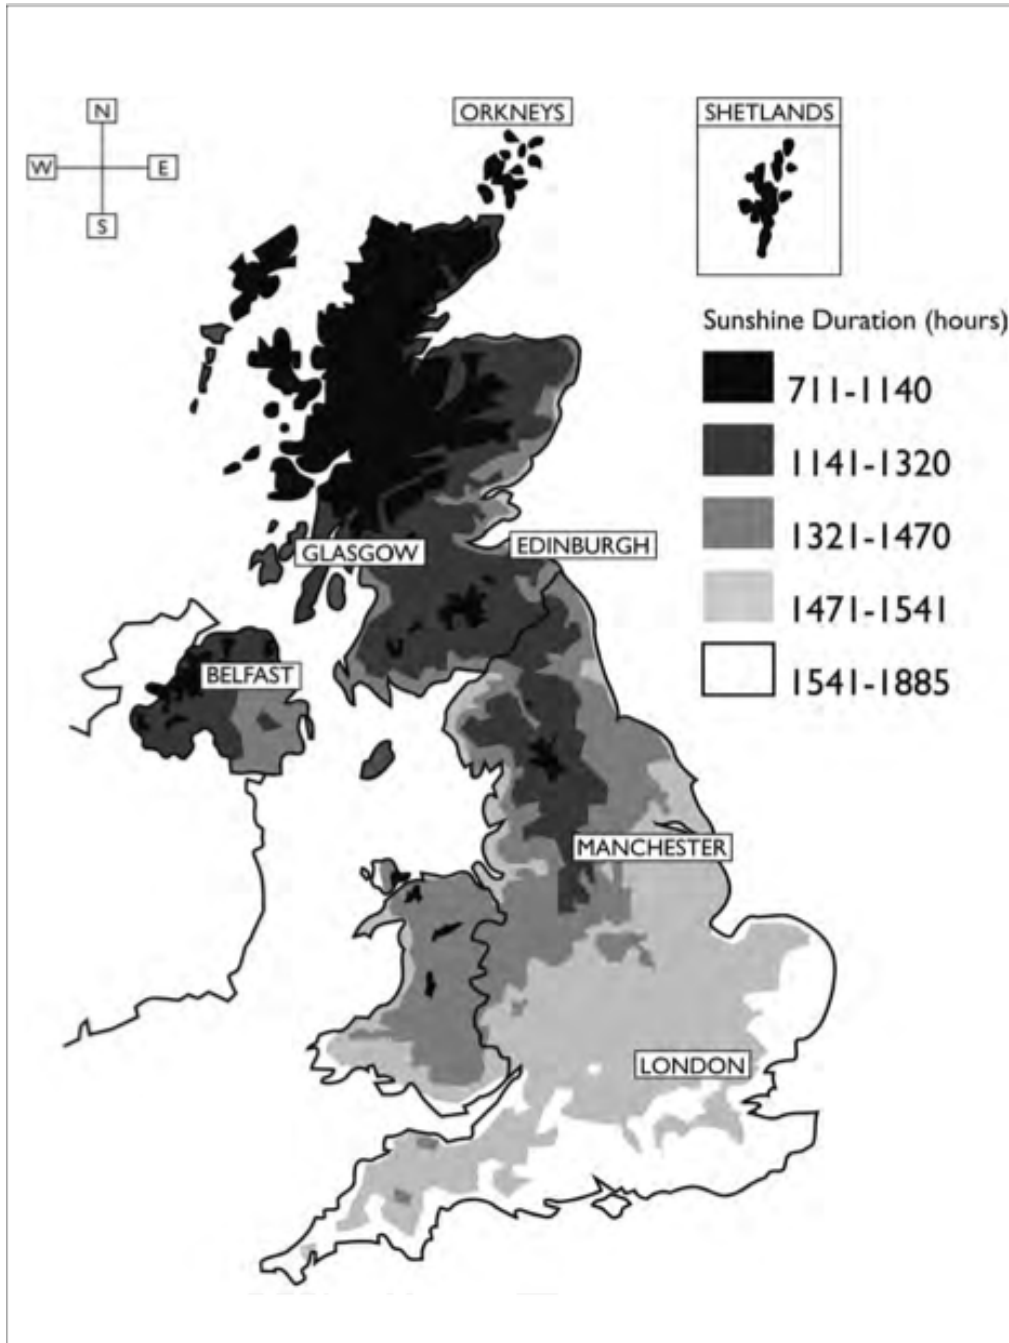 N
W
E
S
ORKNEYS
SHETLANDS
Sunshine Duration (hours)
711-1140
1141-1320
1321-1470
1471-1541
1541-1885
GLASGOW
EDINBURGH
BELFAST
MANCHESTER
LONDON